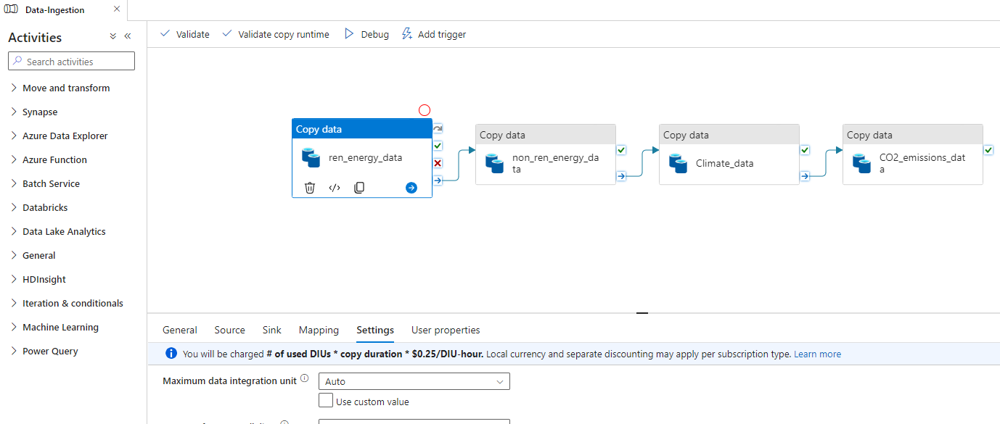 Data-Ingestion
Activities
Search activities
Move and transform
Synapse
Azure Data Explorer
Azure Function
Batch Service
Databricks
Data Lake Analytics
General
HDInsight
Iteration & conditionals
Machine Learning
Power Query
Validate Validate copy runtime Debug Add trigger
Copy data
ren_energy_data
Copy data
non_ren_energy_da
ta
Copy data
Climate_data
Copy data
CO2_emissions_dat
a
General Source Sink Mapping Settings User properties
You will be charged # of used DIUs * copy duration * $0.25/DIU-hour. Local currency and separate discounting may apply per subscription type. Learn more
Maximum data integration unit Auto
Use custom value